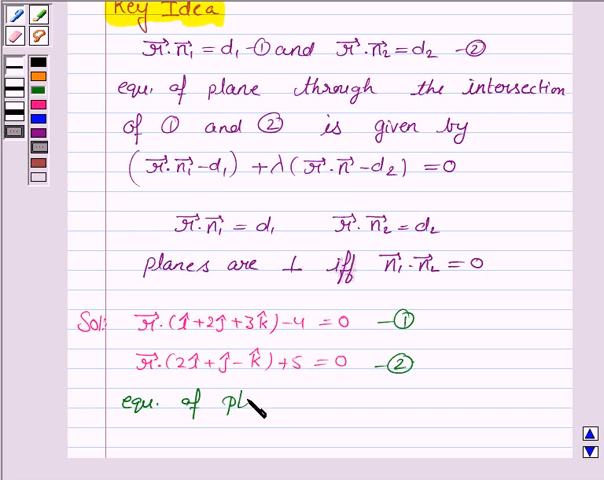 Key Idea
r⃗·n⃗₁ = d₁ -① and r⃗·n⃗₂ = d₂ -②
equ. of plane through the intersection
of ① and ② is given by
(r⃗·n⃗₁-d₁) + λ(r⃗·n⃗-d₂) = 0
r⃗·n⃗₁ = d₁ r⃗·n⃗₂ = d₂
planes are ⊥ iff n⃗₁·n⃗₂ = 0
Sol: r⃗·(î+2ĵ+3k̂)-4 = 0 -①
r⃗·(2î+ĵ-k̂)+5 = 0 -②
equ. of pl